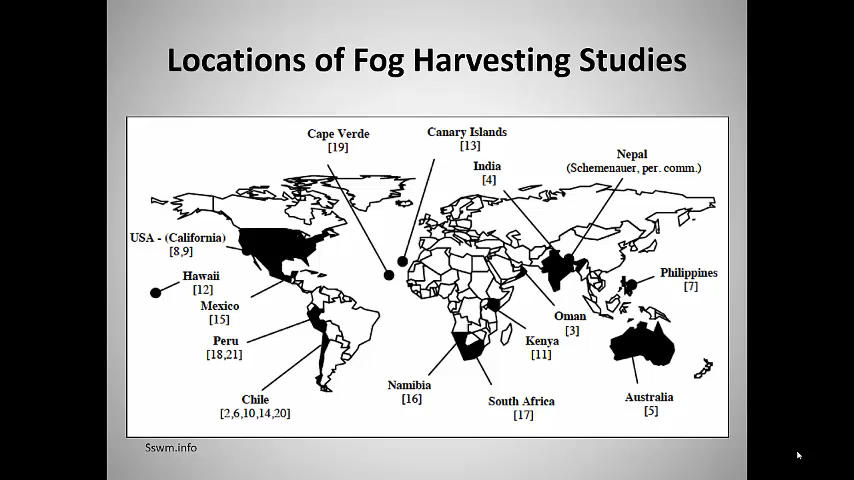 Locations of Fog Harvesting Studies
Cape Verde
[19]
Canary Islands
[13]
India
[4]
Nepal
(Schemenauer, per. comm.)
USA - (California)
[8,9]
Hawaii
[12]
Mexico
[15]
Peru
[18,21]
Chile
[2,6,10,14,20]
Namibia
[16]
South Africa
[17]
Kenya
[11]
Oman
[3]
Philippines
[7]
Australia
[5]
Sswm.info